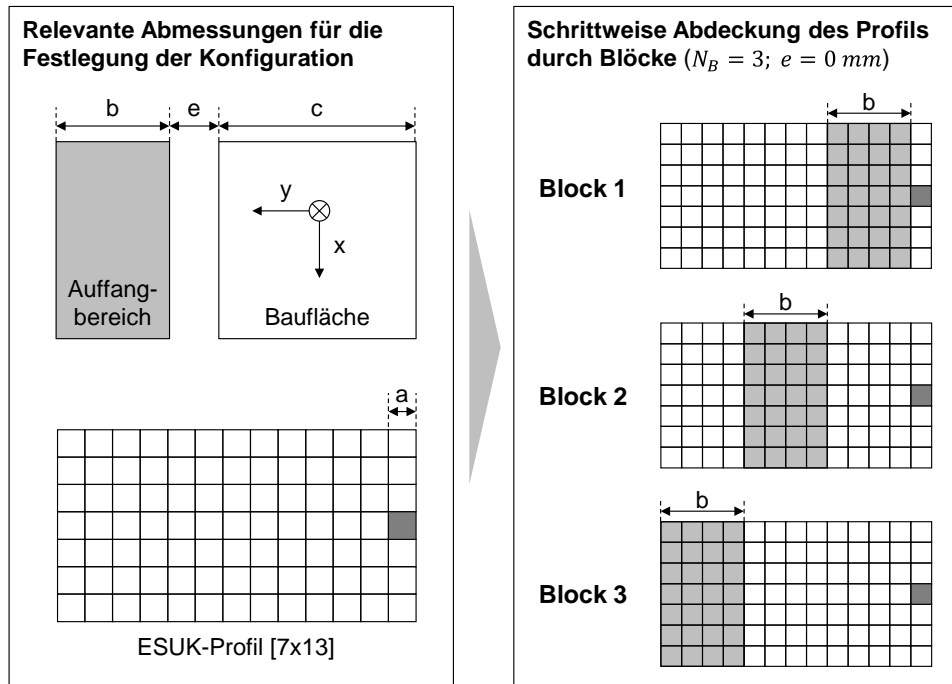 Relevante Abmessungen für die
Festlegung der Konfiguration
b
e
c
y
x
Auffang-
bereich
Baufläche
a
ESUK-Profil [7x13]
Schrittweise Abdeckung des Profils
durch Blöcke (N_B = 3; e = 0 mm)
b
Block 1
b
Block 2
b
Block 3